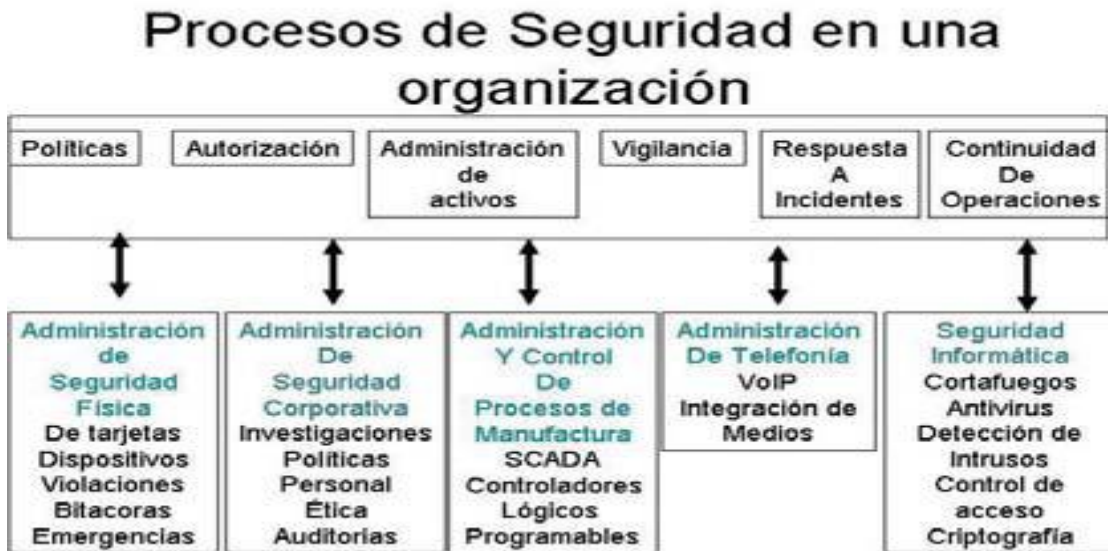 Procesos de Seguridad en una
organización
Políticas
Autorización
Administración
de
activos
Vigilancia
Respuesta
A
Incidentes
Continuidad
De
Operaciones
Administración
de
Seguridad
Física
De tarjetas
Dispositivos
Violaciones
Bitacoras
Emergencias
Administración
De
Seguridad
Corporativa
Investigaciones
Políticas
Personal
Ética
Auditorias
Administración
Y Control
De
Procesos de
Manufactura
SCADA
Controladores
Lógicos
Programables
Administración
De Telefonía
VoIP
Integración de
Medios
Seguridad
Informática
Cortafuegos
Antivirus
Detección de
Intrusos
Control de
acceso
Criptografía